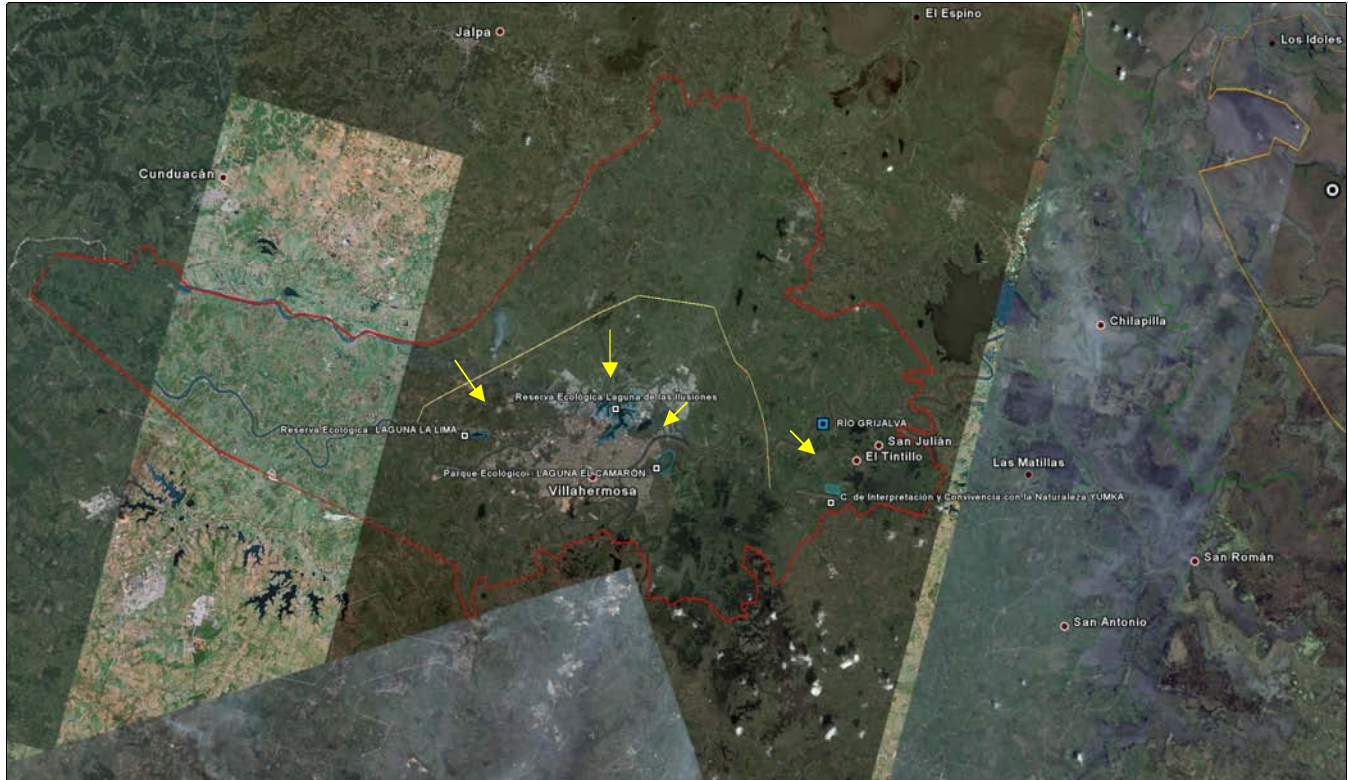 El Espino
Jalpa
Los Idoles
Cunduacán
Chilapilla
Reserva Ecológica Laguna de las Ilusiones
RÍO GRIJALVA
Reserva Ecológica: LAGUNA LA LIMA
San Julián
El Tintillo
Las Matillas
Parque Ecológico: LAGUNA EL CAMARÓN
Villahermosa
C. de Interpretación y Convivencia con la Naturaleza YUMKA
San Román
San Antonio